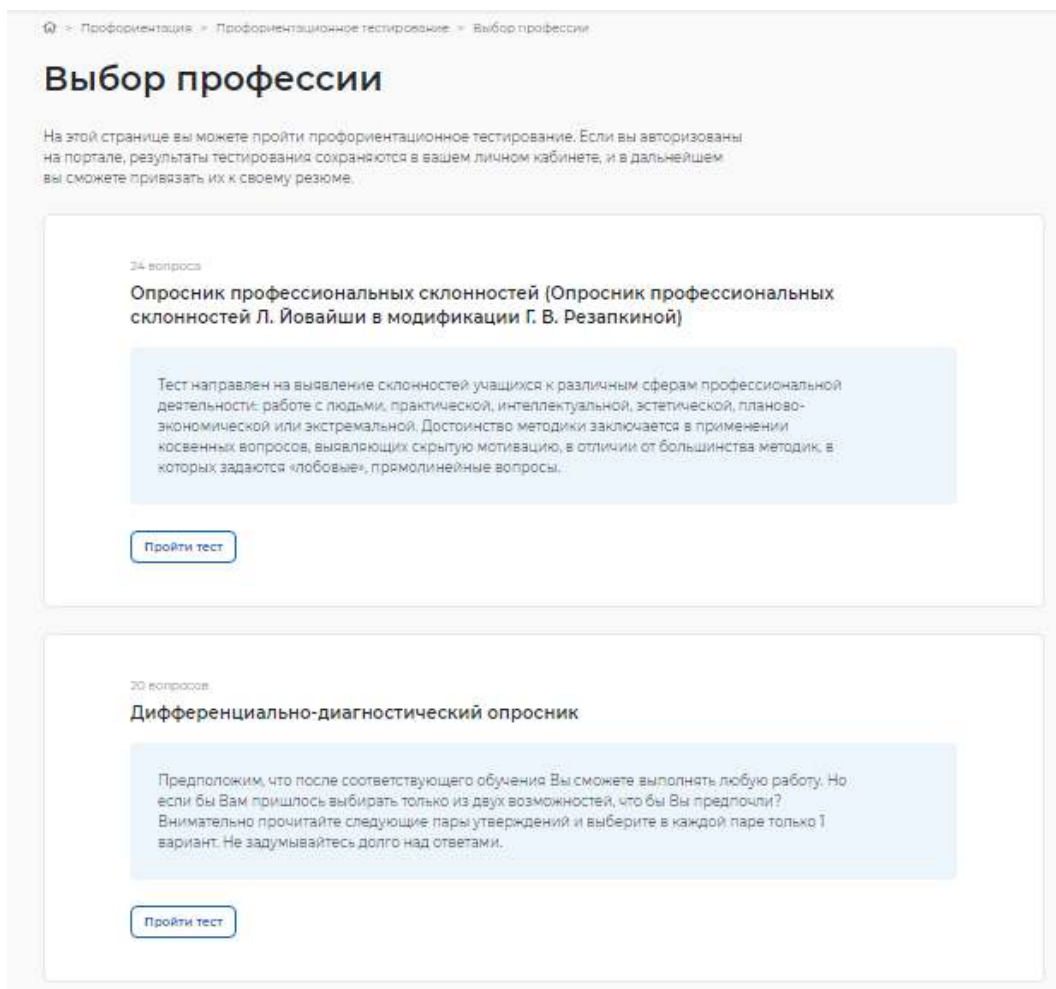 > Профориентация > Профориентационное тестирование > Выбор профессии
Выбор профессии
На этой странице вы можете пройти профориентационное тестирование. Если вы авторизованы
на портале, результаты тестирования сохраняются в вашем личном кабинете, и в дальнейшем
вы сможете привязать их к своему резюме.
24 вопроса
Опросник профессиональных склонностей (Опросник профессиональных
склонностей Л. Йовайши в модификации Г. В. Резапкиной)
Тест направлен на выявление склонностей учащихся к различным сферам профессиональной
деятельности: работе с людьми, практической, интеллектуальной, эстетической, планово-
экономической или экстремальной. Достоинство методики заключается в применении
косвенных вопросов, выявляющих скрытую мотивацию, в отличии от большинства методик, в
которых задаются «лобовые», прямолинейные вопросы.
Пройти тест
20 вопросов
Дифференциально-диагностический опросник
Предположим, что после соответствующего обучения Вы сможете выполнять любую работу. Но
если бы Вам пришлось выбирать только из двух возможностей, что бы Вы предпочли?
Внимательно прочитайте следующие пары утверждений и выберите в каждой паре только 1
вариант. Не задумывайтесь долго над ответами.
Пройти тест